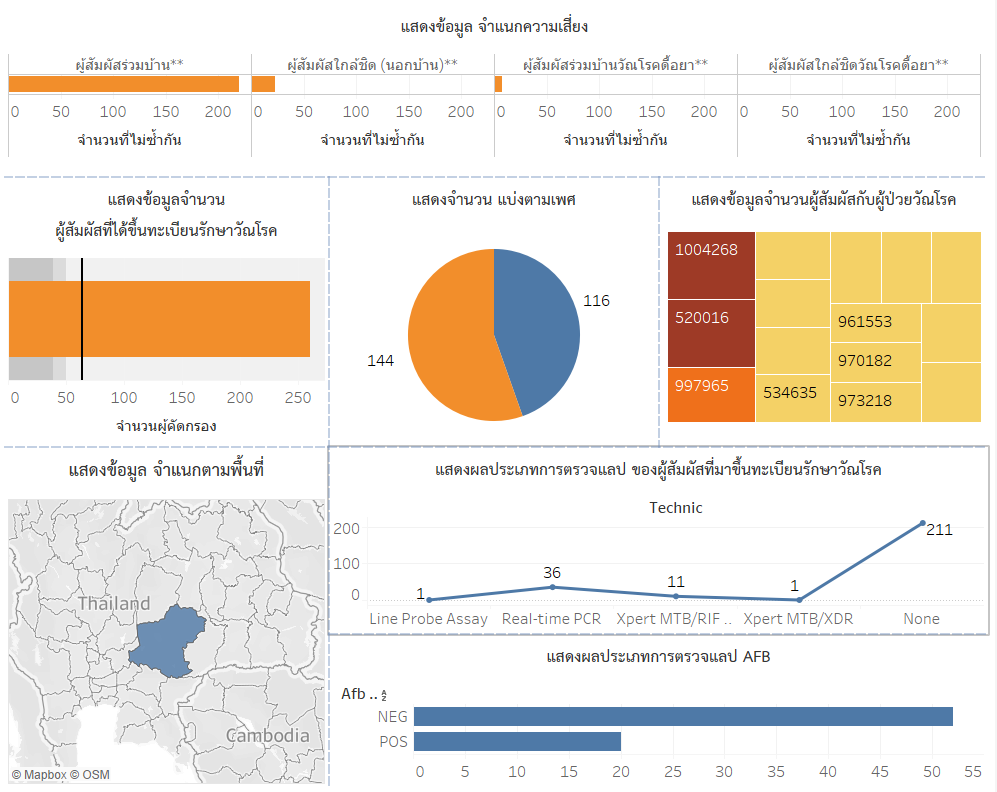 แสดงข้อมูล จำแนกความเสี่ยง
ผู้สัมผัสร่วมบ้าน** ผู้สัมผัสใกล้ชิด (นอกบ้าน)** ผู้สัมผัสร่วมบ้านวัณโรคดื้อยา** ผู้สัมผัสใกล้ชิดวัณโรคดื้อยา**
0 50 100 150 200 0 50 100 150 200 0 50 100 150 200 0 50 100 150 200
จำนวนที่ไม่ซ้ำกัน จำนวนที่ไม่ซ้ำกัน จำนวนที่ไม่ซ้ำกัน จำนวนที่ไม่ซ้ำกัน
แสดงข้อมูลจำนวน
ผู้สัมผัสที่ได้ขึ้นทะเบียนรักษาวัณโรค
0 50 100 150 200 250
จำนวนผู้คัดกรอง
แสดงจำนวน แบ่งตามเพศ
116
144
แสดงข้อมูลจำนวนผู้สัมผัสกับผู้ป่วยวัณโรค
1004268
520016
997965
534635
961553
970182
973218
แสดงข้อมูล จำแนกตามพื้นที่
Thailand
Cambodia
© Mapbox © OSM
แสดงผลประเภทการตรวจแลป ของผู้สัมผัสที่มาขึ้นทะเบียนรักษาวัณโรค
Technic
200
100
0
1 36 11 1 211
Line Probe Assay Real-time PCR Xpert MTB/RIF .. Xpert MTB/XDR None
แสดงผลประเภทการตรวจแลป AFB
Afb ..
NEG
POS
0 5 10 15 20 25 30 35 40 45 50 55